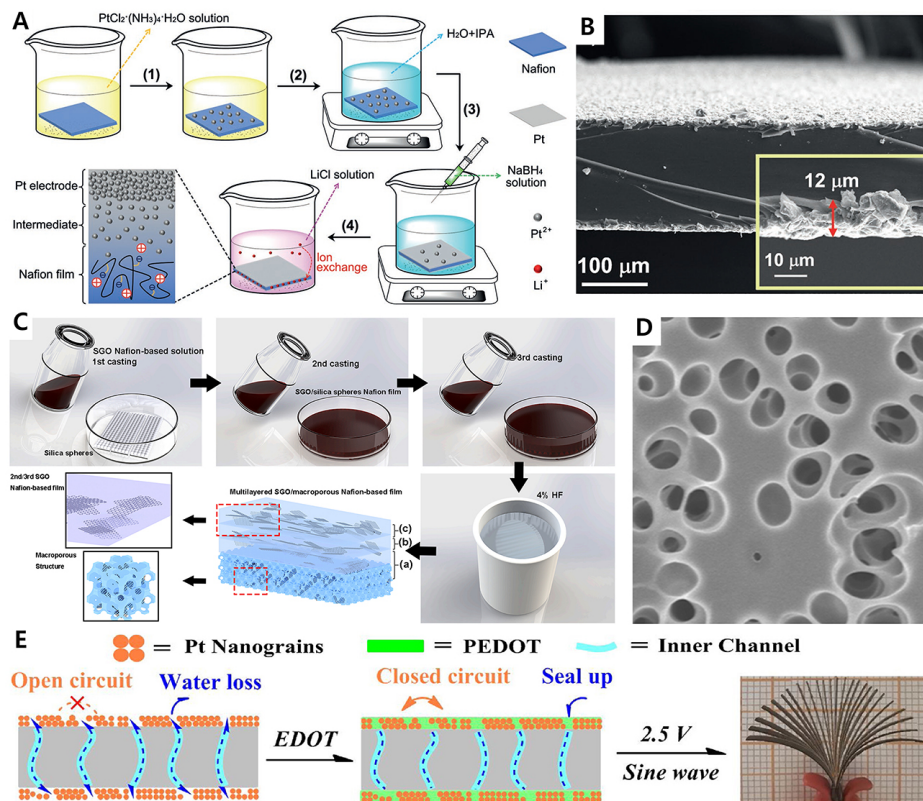 A
PtCl₂·(NH₃)₄·H₂O solution
(1)
(2)
H₂O+IPA
Nafion
(3)
Pt
NaBH₄
solution
LiCl solution
Pt electrode
Intermediate
Nafion film
(4)
Ion
exchange
Pt²⁺
Li⁺
B
12 μm
10 μm
100 μm
C
SGO Nafion-based solution
1st casting
Silica spheres
2nd casting
SGO/silica spheres Nafion film
3rd casting
4% HF
2nd/3rd SGO
Nafion-based film
Multilayered SGO/macroporous Nafion-based film
(c)
(b)
(a)
Macroporous
Structure
D
E
= Pt Nanograins
= PEDOT
= Inner Channel
Open circuit
Water loss
EDOT
Closed circuit
Seal up
2.5 V
Sine wave